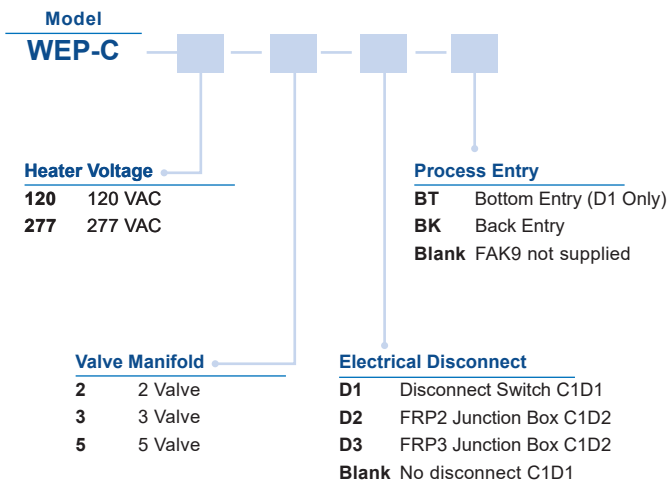 Model
WEP-C
Heater Voltage
120 120 VAC
277 277 VAC
Process Entry
BT Bottom Entry (D1 Only)
BK Back Entry
Blank FAK9 not supplied
Valve Manifold
2 2 Valve
3 3 Valve
5 5 Valve
Electrical Disconnect
D1 Disconnect Switch C1D1
D2 FRP2 Junction Box C1D2
D3 FRP3 Junction Box C1D2
Blank No disconnect C1D1